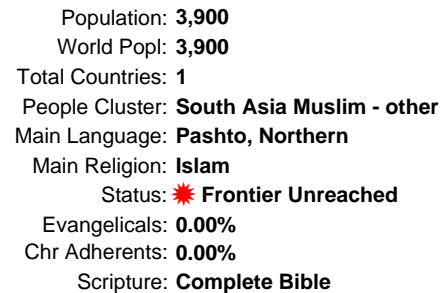 Population: 3,900
World Popl: 3,900
Total Countries: 1
People Cluster: South Asia Muslim - other
Main Language: Pashto, Northern
Main Religion: Islam
Status: Frontier Unreached
Evangelicals: 0.00%
Chr Adherents: 0.00%
Scripture: Complete Bible